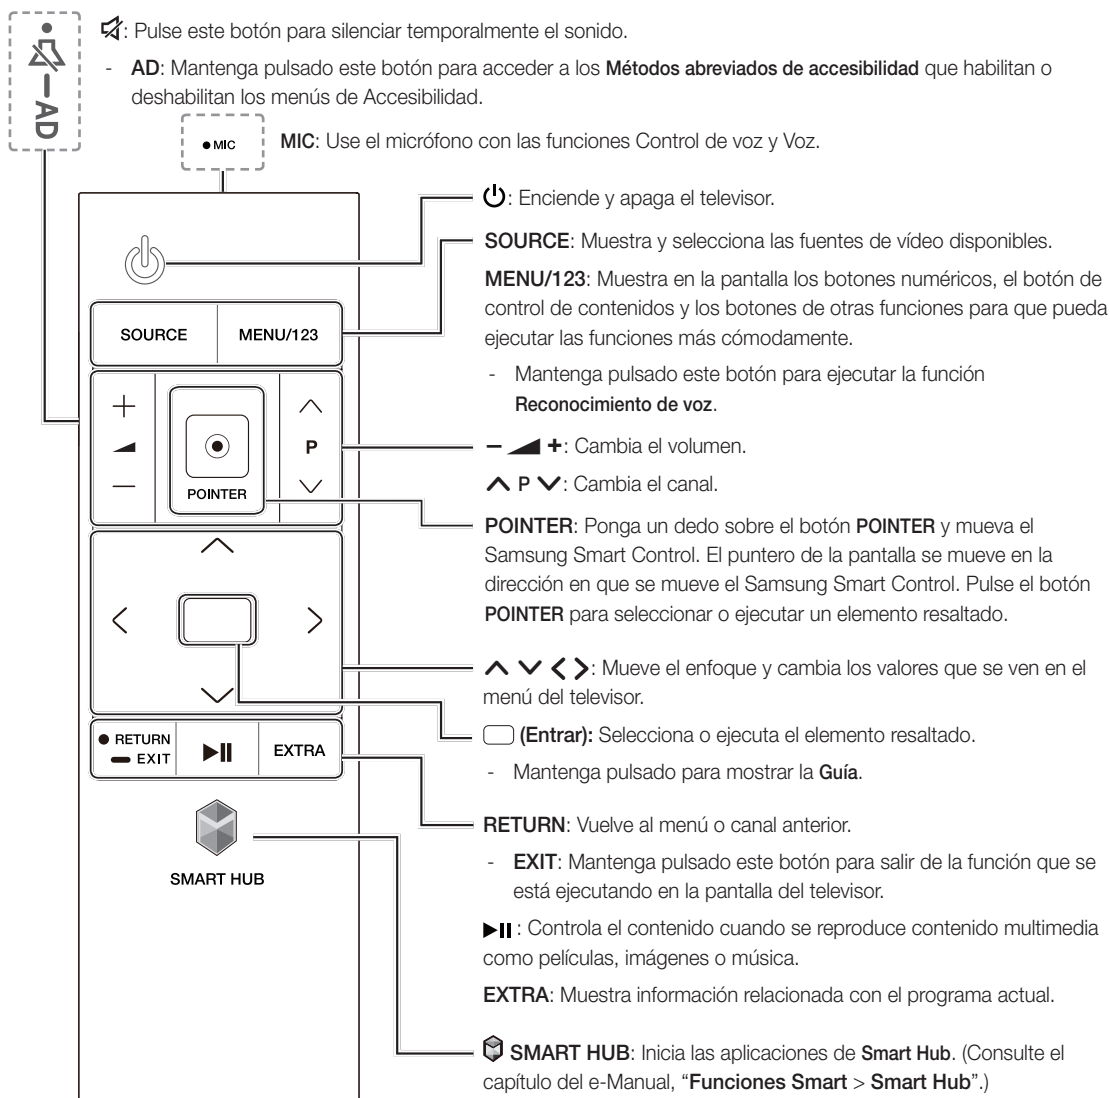 AD
: Pulse este botón para silenciar temporalmente el sonido.
- AD: Mantenga pulsado este botón para acceder a los Métodos abreviados de accesibilidad que habilitan o
deshabilitan los menús de Accesibilidad.
MIC
MIC: Use el micrófono con las funciones Control de voz y Voz.
: Enciende y apaga el televisor.
SOURCE: Muestra y selecciona las fuentes de vídeo disponibles.
MENU/123: Muestra en la pantalla los botones numéricos, el botón de
control de contenidos y los botones de otras funciones para que pueda
ejecutar las funciones más cómodamente.
- Mantenga pulsado este botón para ejecutar la función
Reconocimiento de voz.
− +: Cambia el volumen.
P : Cambia el canal.
POINTER: Ponga un dedo sobre el botón POINTER y mueva el
Samsung Smart Control. El puntero de la pantalla se mueve en la
dirección en que se mueve el Samsung Smart Control. Pulse el botón
POINTER para seleccionar o ejecutar un elemento resaltado.
: Mueve el enfoque y cambia los valores que se ven en el
menú del televisor.
(Entrar): Selecciona o ejecuta el elemento resaltado.
- Mantenga pulsado para mostrar la Guía.
RETURN: Vuelve al menú o canal anterior.
- EXIT: Mantenga pulsado este botón para salir de la función que se
está ejecutando en la pantalla del televisor.
: Controla el contenido cuando se reproduce contenido multimedia
como películas, imágenes o música.
EXTRA: Muestra información relacionada con el programa actual.
SMART HUB: Inicia las aplicaciones de Smart Hub. (Consulte el
capítulo del e-Manual, “Funciones Smart > Smart Hub”.)
SOURCE
MENU/123
P
POINTER
RETURN
EXIT
EXTRA
SMART HUB